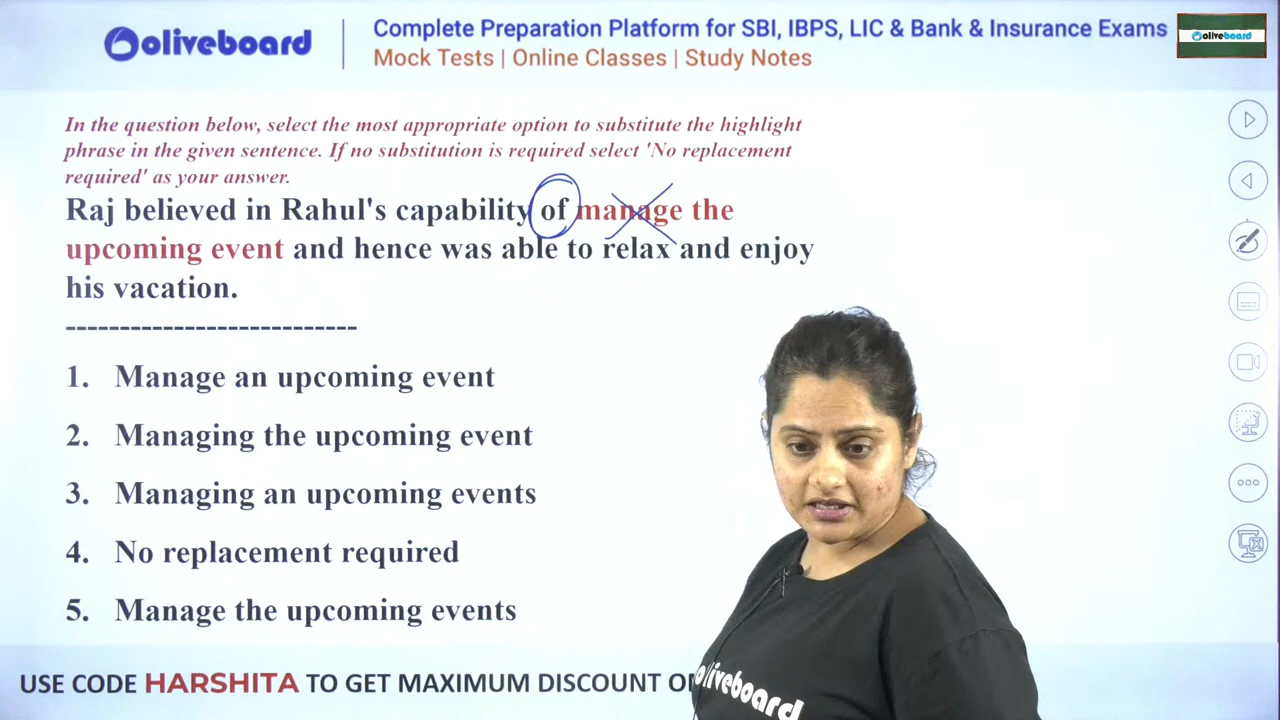 oliveboard
Complete Preparation Platform for SBI, IBPS, LIC & Bank & Insurance Exams
Mock Tests | Online Classes | Study Notes
oliveboard
In the question below, select the most appropriate option to substitute the highlight
phrase in the given sentence. If no substitution is required select 'No replacement
required' as your answer.
Raj believed in Rahul's capability of manage the
upcoming event and hence was able to relax and enjoy
his vacation.
---------------------------
1. Manage an upcoming event
2. Managing the upcoming event
3. Managing an upcoming events
4. No replacement required
5. Manage the upcoming events
USE CODE HARSHITA TO GET MAXIMUM DISCOUNT
oliveboard